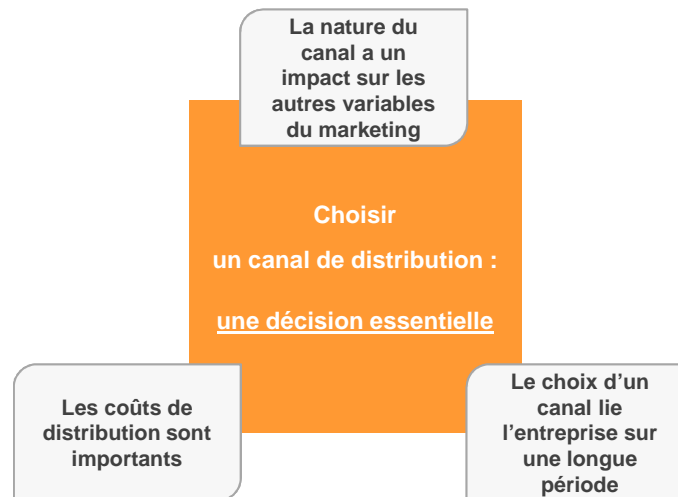 La nature du
canal a un
impact sur les
autres variables
du marketing
Choisir
un canal de distribution :
une décision essentielle
Les coûts de
distribution sont
importants
Le choix d’un
canal lie
l’entreprise sur
une longue
période